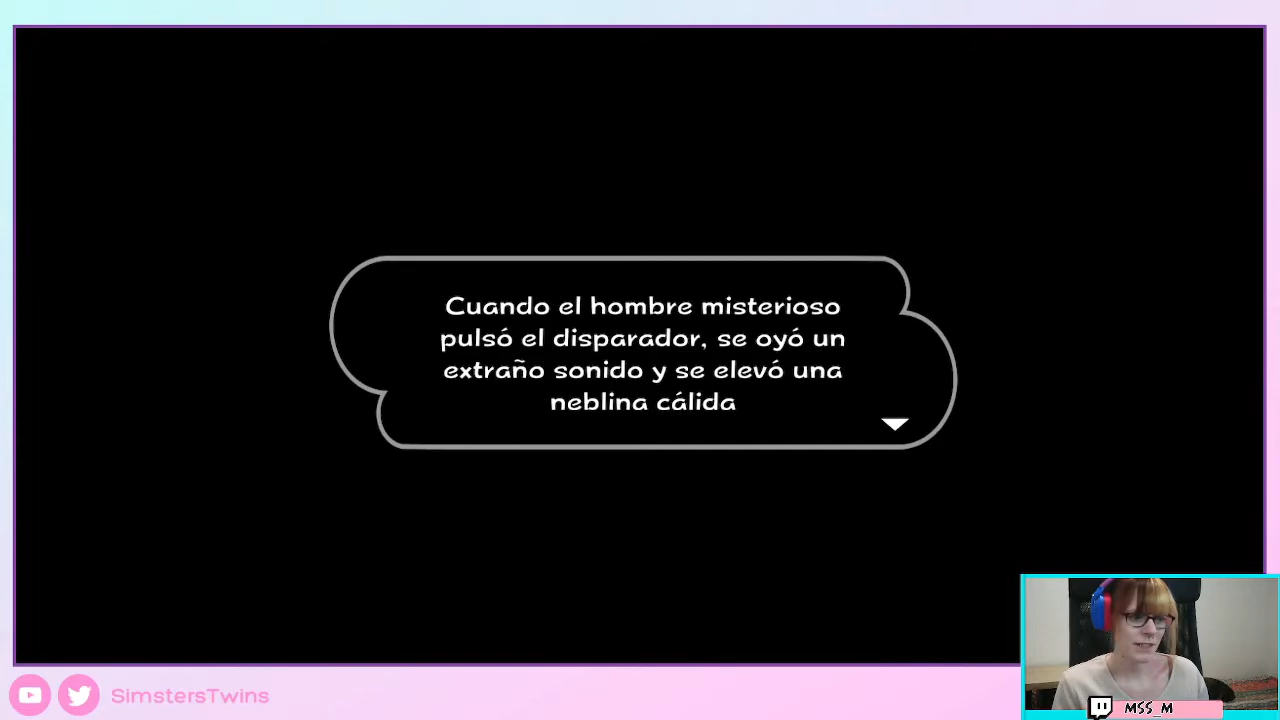 Cuando el hombre misterioso
pulsó el disparador, se oyó un
extraño sonido y se elevó una
neblina cálida
SimstersTwins
MSS_M